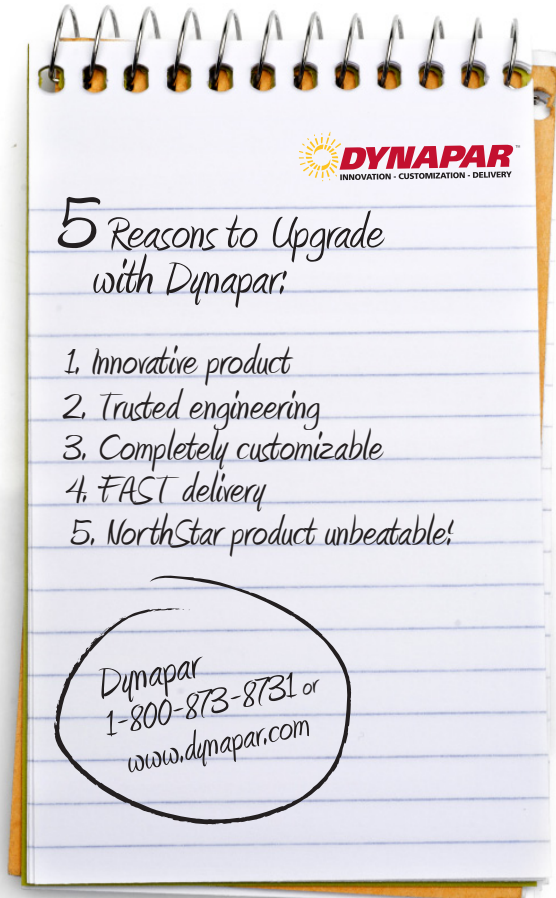 DYNAPAR™
INNOVATION - CUSTOMIZATION - DELIVERY
5 Reasons to Upgrade
with Dynapar:
1. Innovative product
2. Trusted engineering
3. Completely customizable
4. FAST delivery
5. NorthStar product unbeatable!
Dynapar
1-800-873-8731 or
www.dynapar.com